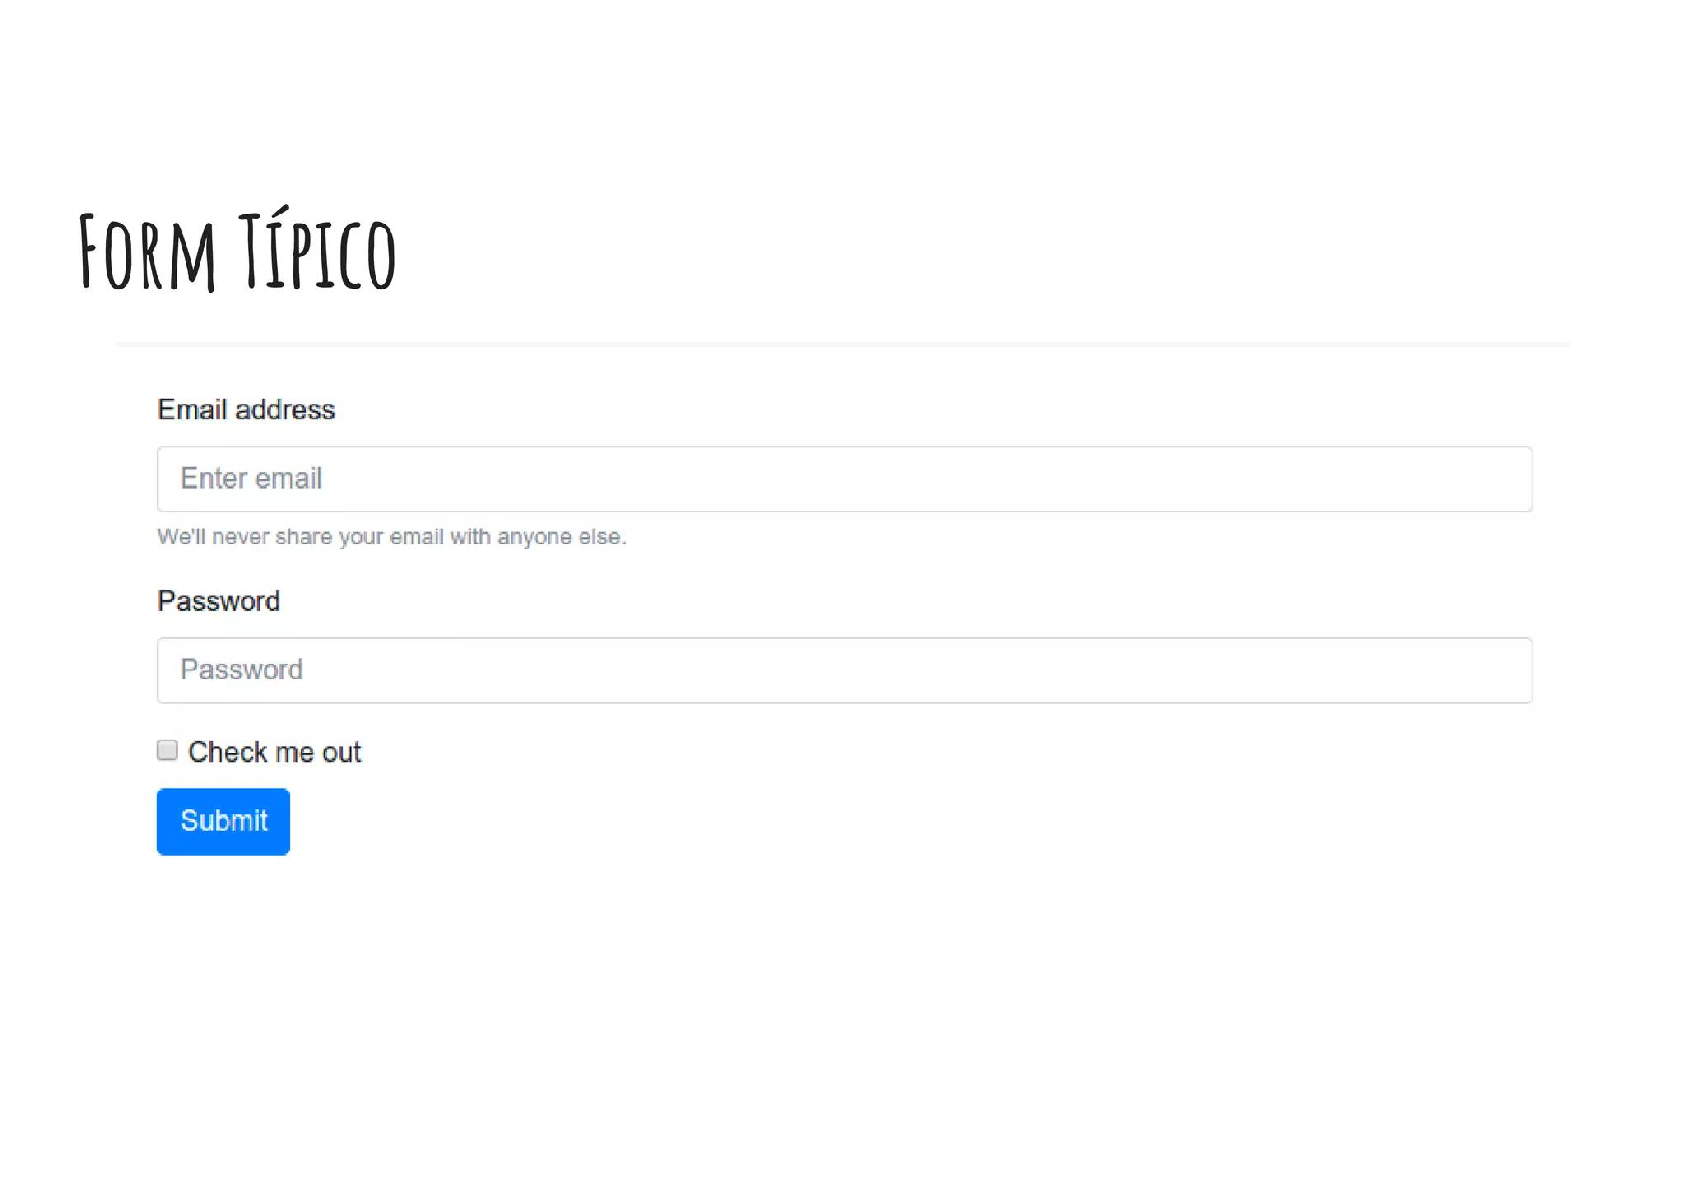 Form Típico
Email address
Enter email
We'll never share your email with anyone else.
Password
Password
Check me out
Submit